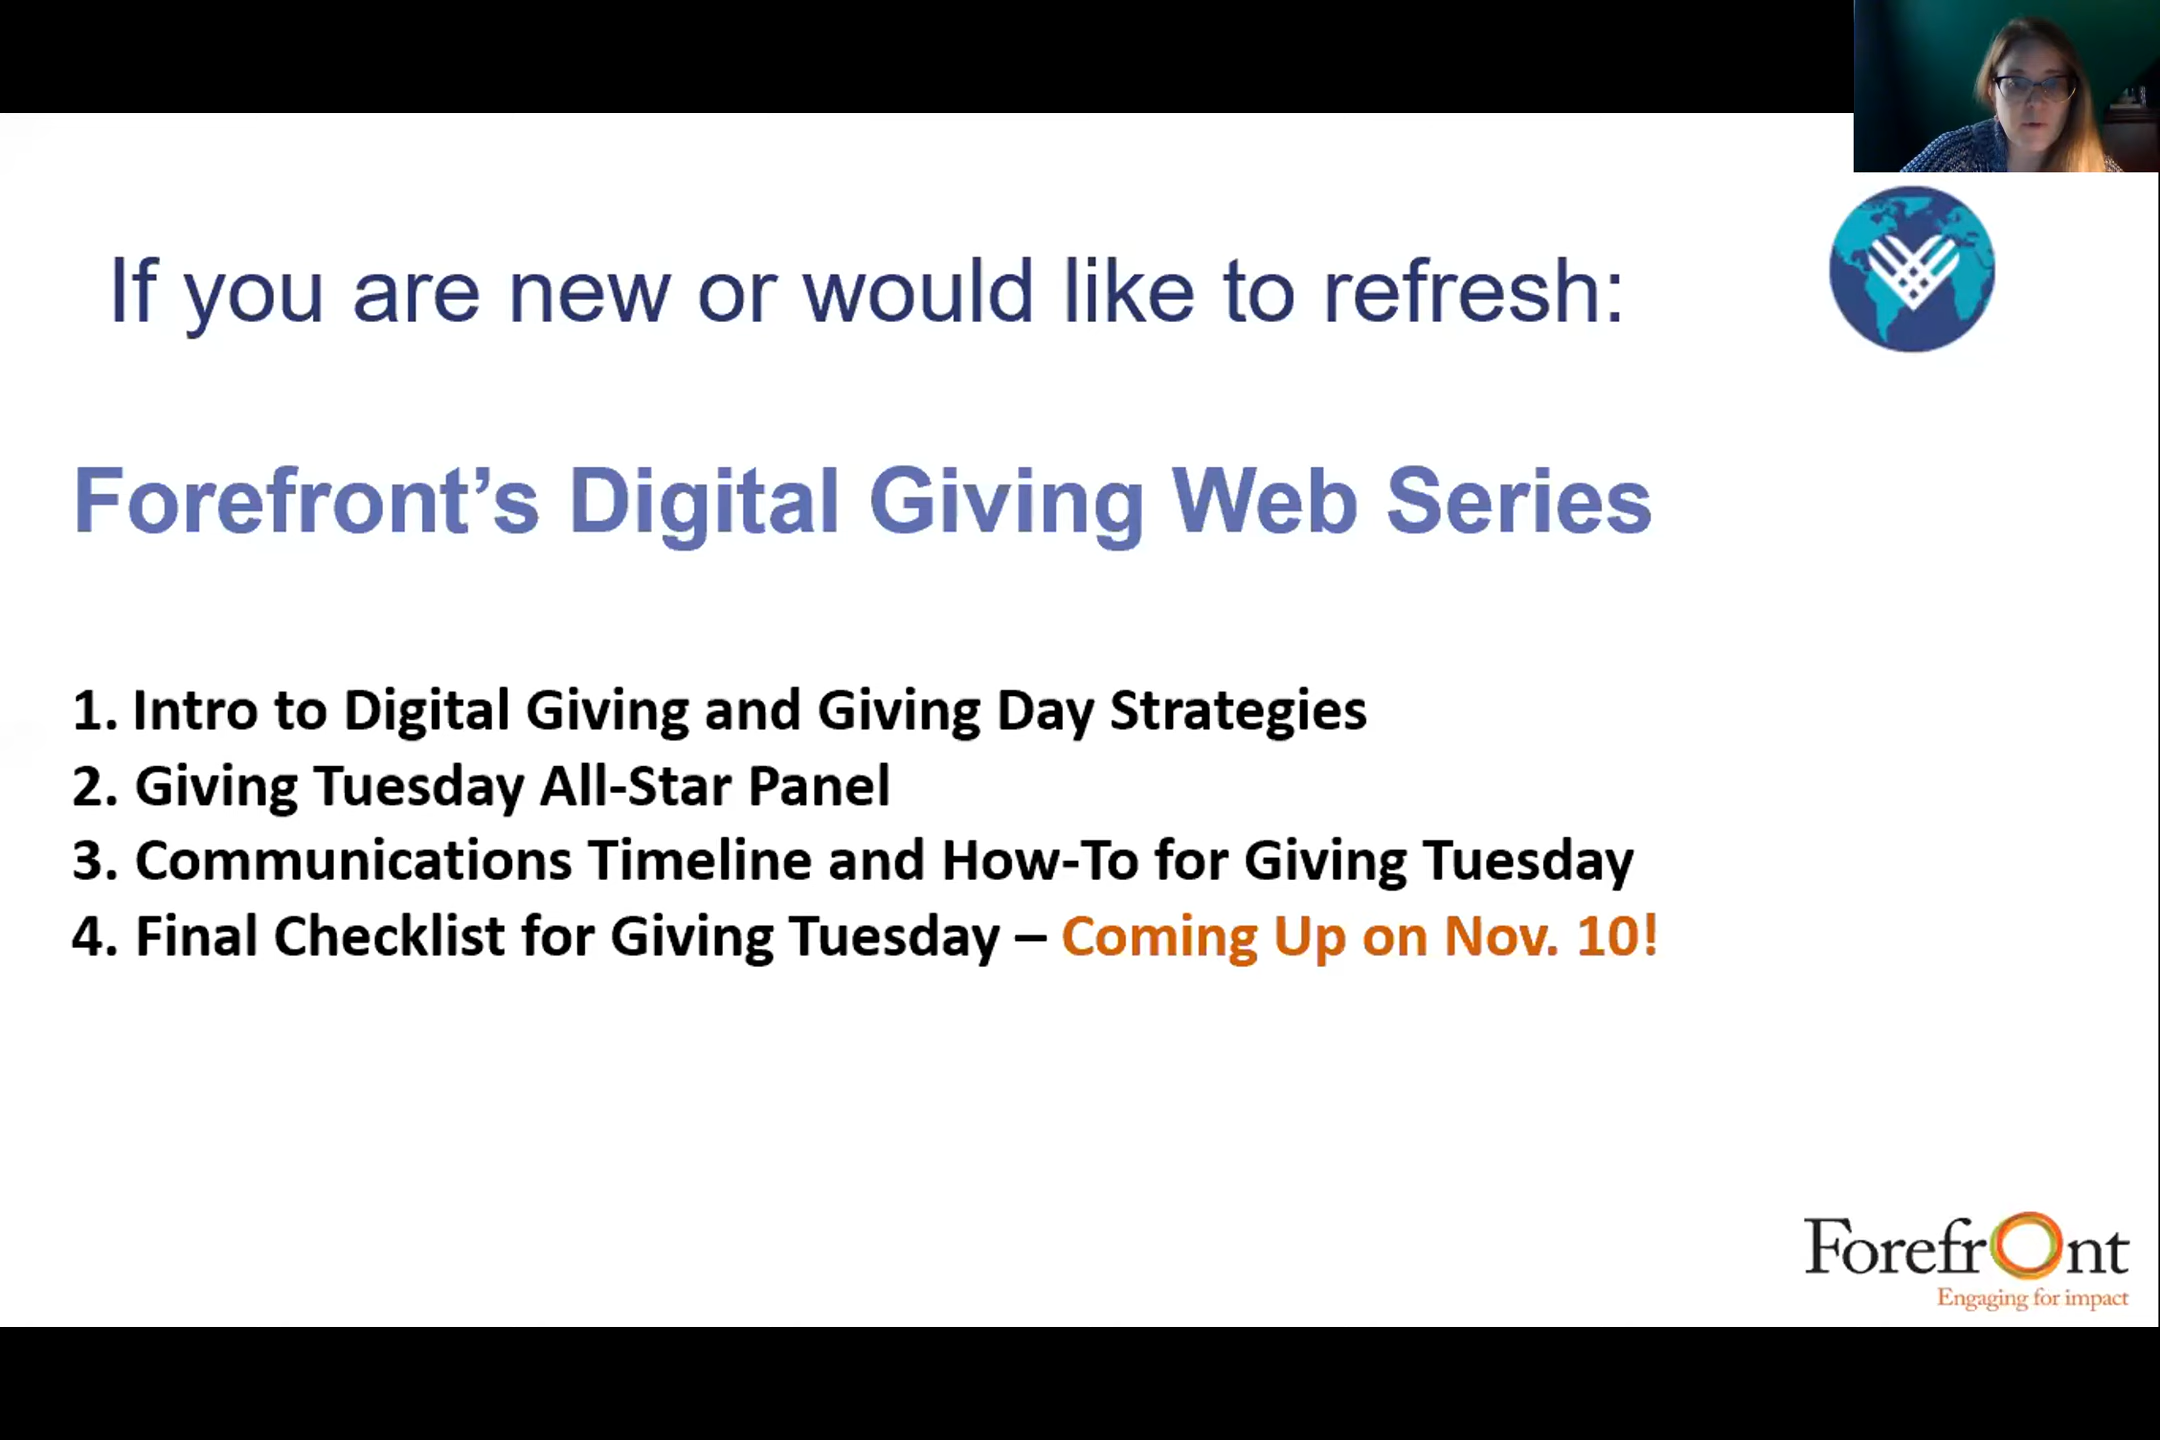 If you are new or would like to refresh:
Forefront’s Digital Giving Web Series
1. Intro to Digital Giving and Giving Day Strategies
2. Giving Tuesday All-Star Panel
3. Communications Timeline and How-To for Giving Tuesday
4. Final Checklist for Giving Tuesday – Coming Up on Nov. 10!
Forefront
Engaging for impact